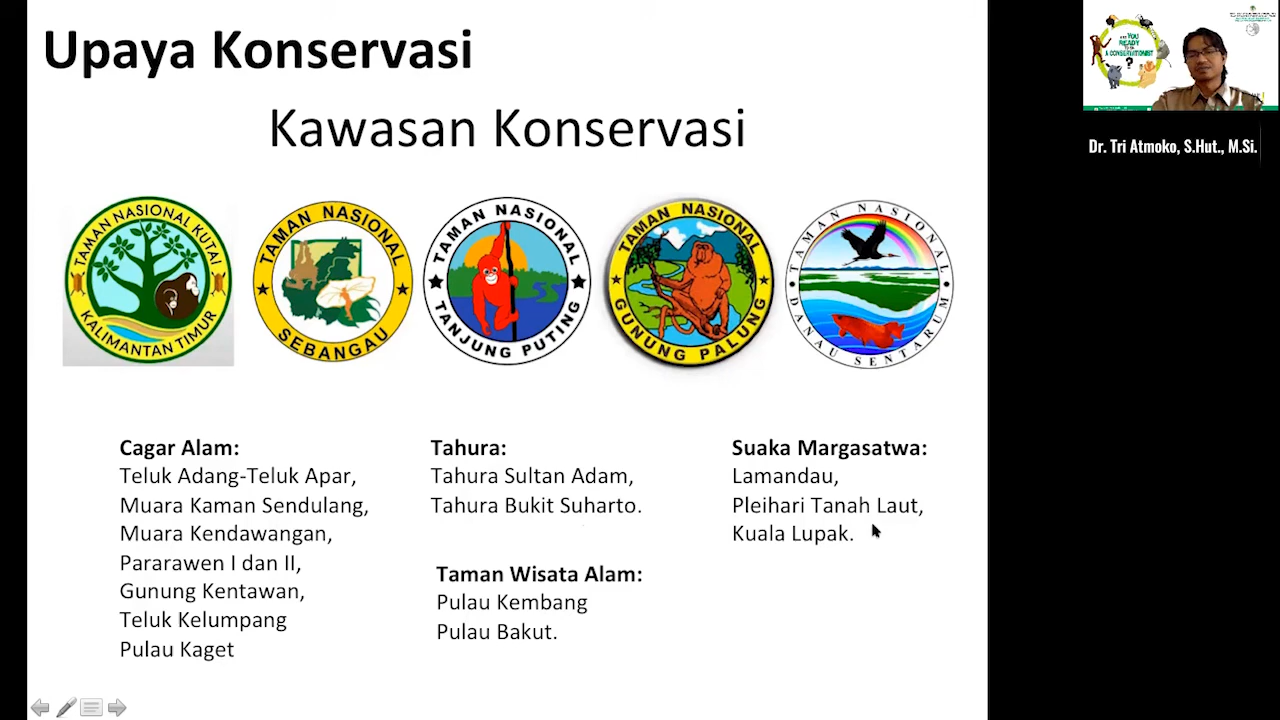 Upaya Konservasi
Kawasan Konservasi
TAMAN NASIONAL KUTAI
KALIMANTAN TIMUR
TAMAN NASIONAL
SEBANGAU
TAMAN NASIONAL
TANJUNG PUTING
TAMAN NASIONAL
GUNUNG PALUNG
TAMAN NASIONAL
DANAU SENTARUM
Cagar Alam:
Teluk Adang-Teluk Apar,
Muara Kaman Sendulang,
Muara Kendawangan,
Pararawen I dan II,
Gunung Kentawan,
Teluk Kelumpang
Pulau Kaget
Tahura:
Tahura Sultan Adam,
Tahura Bukit Suharto.
Taman Wisata Alam:
Pulau Kembang
Pulau Bakut.
Suaka Margasatwa:
Lamandau,
Pleihari Tanah Laut,
Kuala Lupak.
YOU
READY
A CONSERVATIONIST
?
Dr. Tri Atmoko, S.Hut., M.Si.